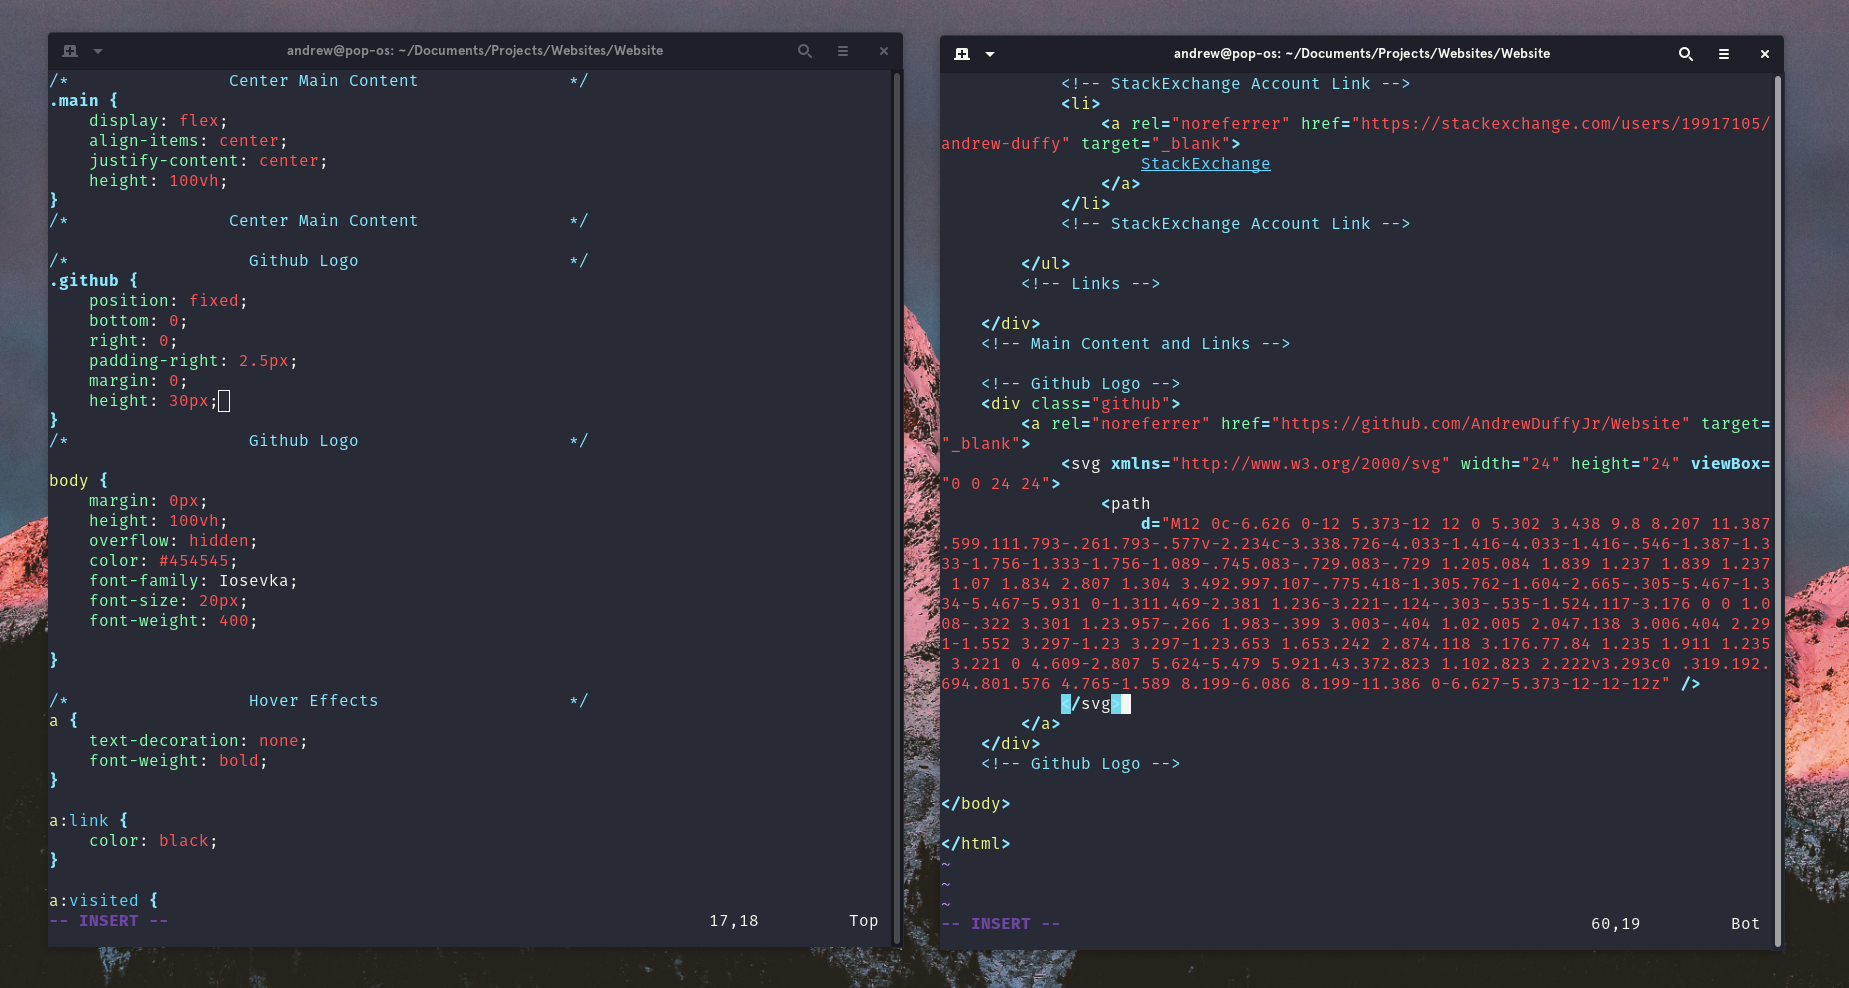 andrew@pop-os: ~/Documents/Projects/Websites/Website
/*                Center Main Content               */
.main {
    display: flex;
    align-items: center;
    justify-content: center;
    height: 100vh;
}
/*                Center Main Content               */
/*                  Github Logo                     */
.github {
    position: fixed;
    bottom: 0;
    right: 0;
    padding-right: 2.5px;
    margin: 0;
    height: 30px;
}
/*                  Github Logo                     */
body {
    margin: 0px;
    height: 100vh;
    overflow: hidden;
    color: #454545;
    font-family: Iosevka;
    font-size: 20px;
    font-weight: 400;
}
/*                  Hover Effects                   */
a {
    text-decoration: none;
    font-weight: bold;
}
a:link {
    color: black;
}
a:visited {
-- INSERT --                                                      17,18         Top
andrew@pop-os: ~/Documents/Projects/Websites/Website
            <!-- StackExchange Account Link -->
            <li>
                <a rel="noreferrer" href="https://stackexchange.com/users/19917105/
andrew-duffy" target="_blank">
                    StackExchange
                </a>
            </li>
            <!-- StackExchange Account Link -->
        </ul>
        <!-- Links -->
    </div>
    <!-- Main Content and Links -->
    <!-- Github Logo -->
    <div class="github">
        <a rel="noreferrer" href="https://github.com/AndrewDuffyJr/Website" target=
"_blank">
            <svg xmlns="http://www.w3.org/2000/svg" width="24" height="24" viewBox=
"0 0 24 24">
                <path
                    d="M12 0c-6.626 0-12 5.373-12 12 0 5.302 3.438 9.8 8.207 11.387
.599.111.793-.261.793-.577v-2.234c-3.338.726-4.033-1.416-4.033-1.416-.546-1.387-1.3
33-1.756-1.333-1.756-1.089-.745.083-.729.083-.729 1.205.084 1.839 1.237 1.839 1.237
 1.07 1.834 2.807 1.304 3.492.997.107-.775.418-1.305.762-1.604-2.665-.305-5.467-1.3
34-5.467-5.931 0-1.311.469-2.381 1.236-3.221-.124-.303-.535-1.524.117-3.176 0 0 1.0
08-.322 3.301 1.23.957-.266 1.983-.399 3.003-.404 1.02.005 2.047.138 3.006.404 2.29
1-1.552 3.297-1.23 3.297-1.23.653 1.653.242 2.874.118 3.176.77.84 1.235 1.911 1.235
 3.221 0 4.609-2.807 5.624-5.479 5.921.43.372.823 1.102.823 2.222v3.293c0 .319.192.
694.801.576 4.765-1.589 8.199-6.086 8.199-11.386 0-6.627-5.373-12-12-12z" />
            </svg>
        </a>
    </div>
    <!-- Github Logo -->
</body>
</html>
~
~
~
-- INSERT --                                                     60,19         Bot